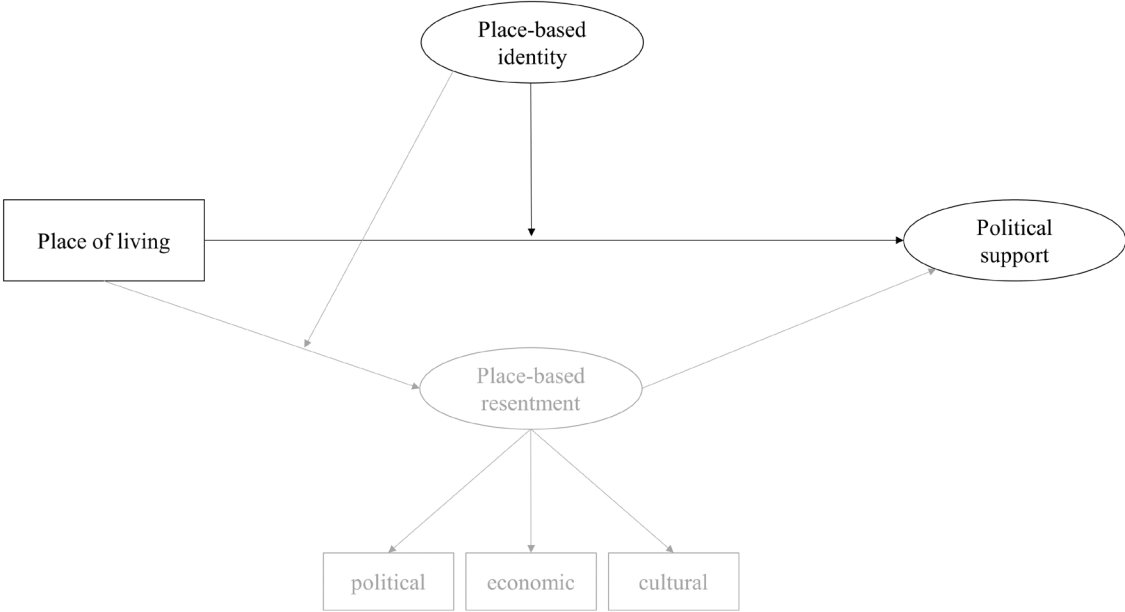 Place-based
identity
Place of living
Political
support
Place-based
resentment
political
economic
cultural